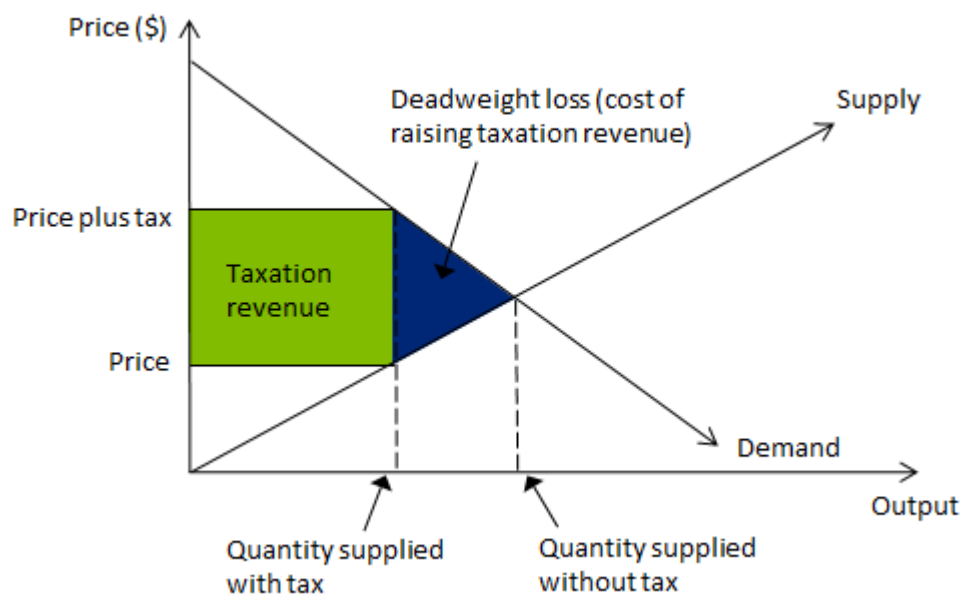 Price ($)
Deadweight loss (cost of
raising taxation revenue)
Supply
Price plus tax
Taxation
revenue
Price
Demand
Output
Quantity supplied
with tax
Quantity supplied
without tax